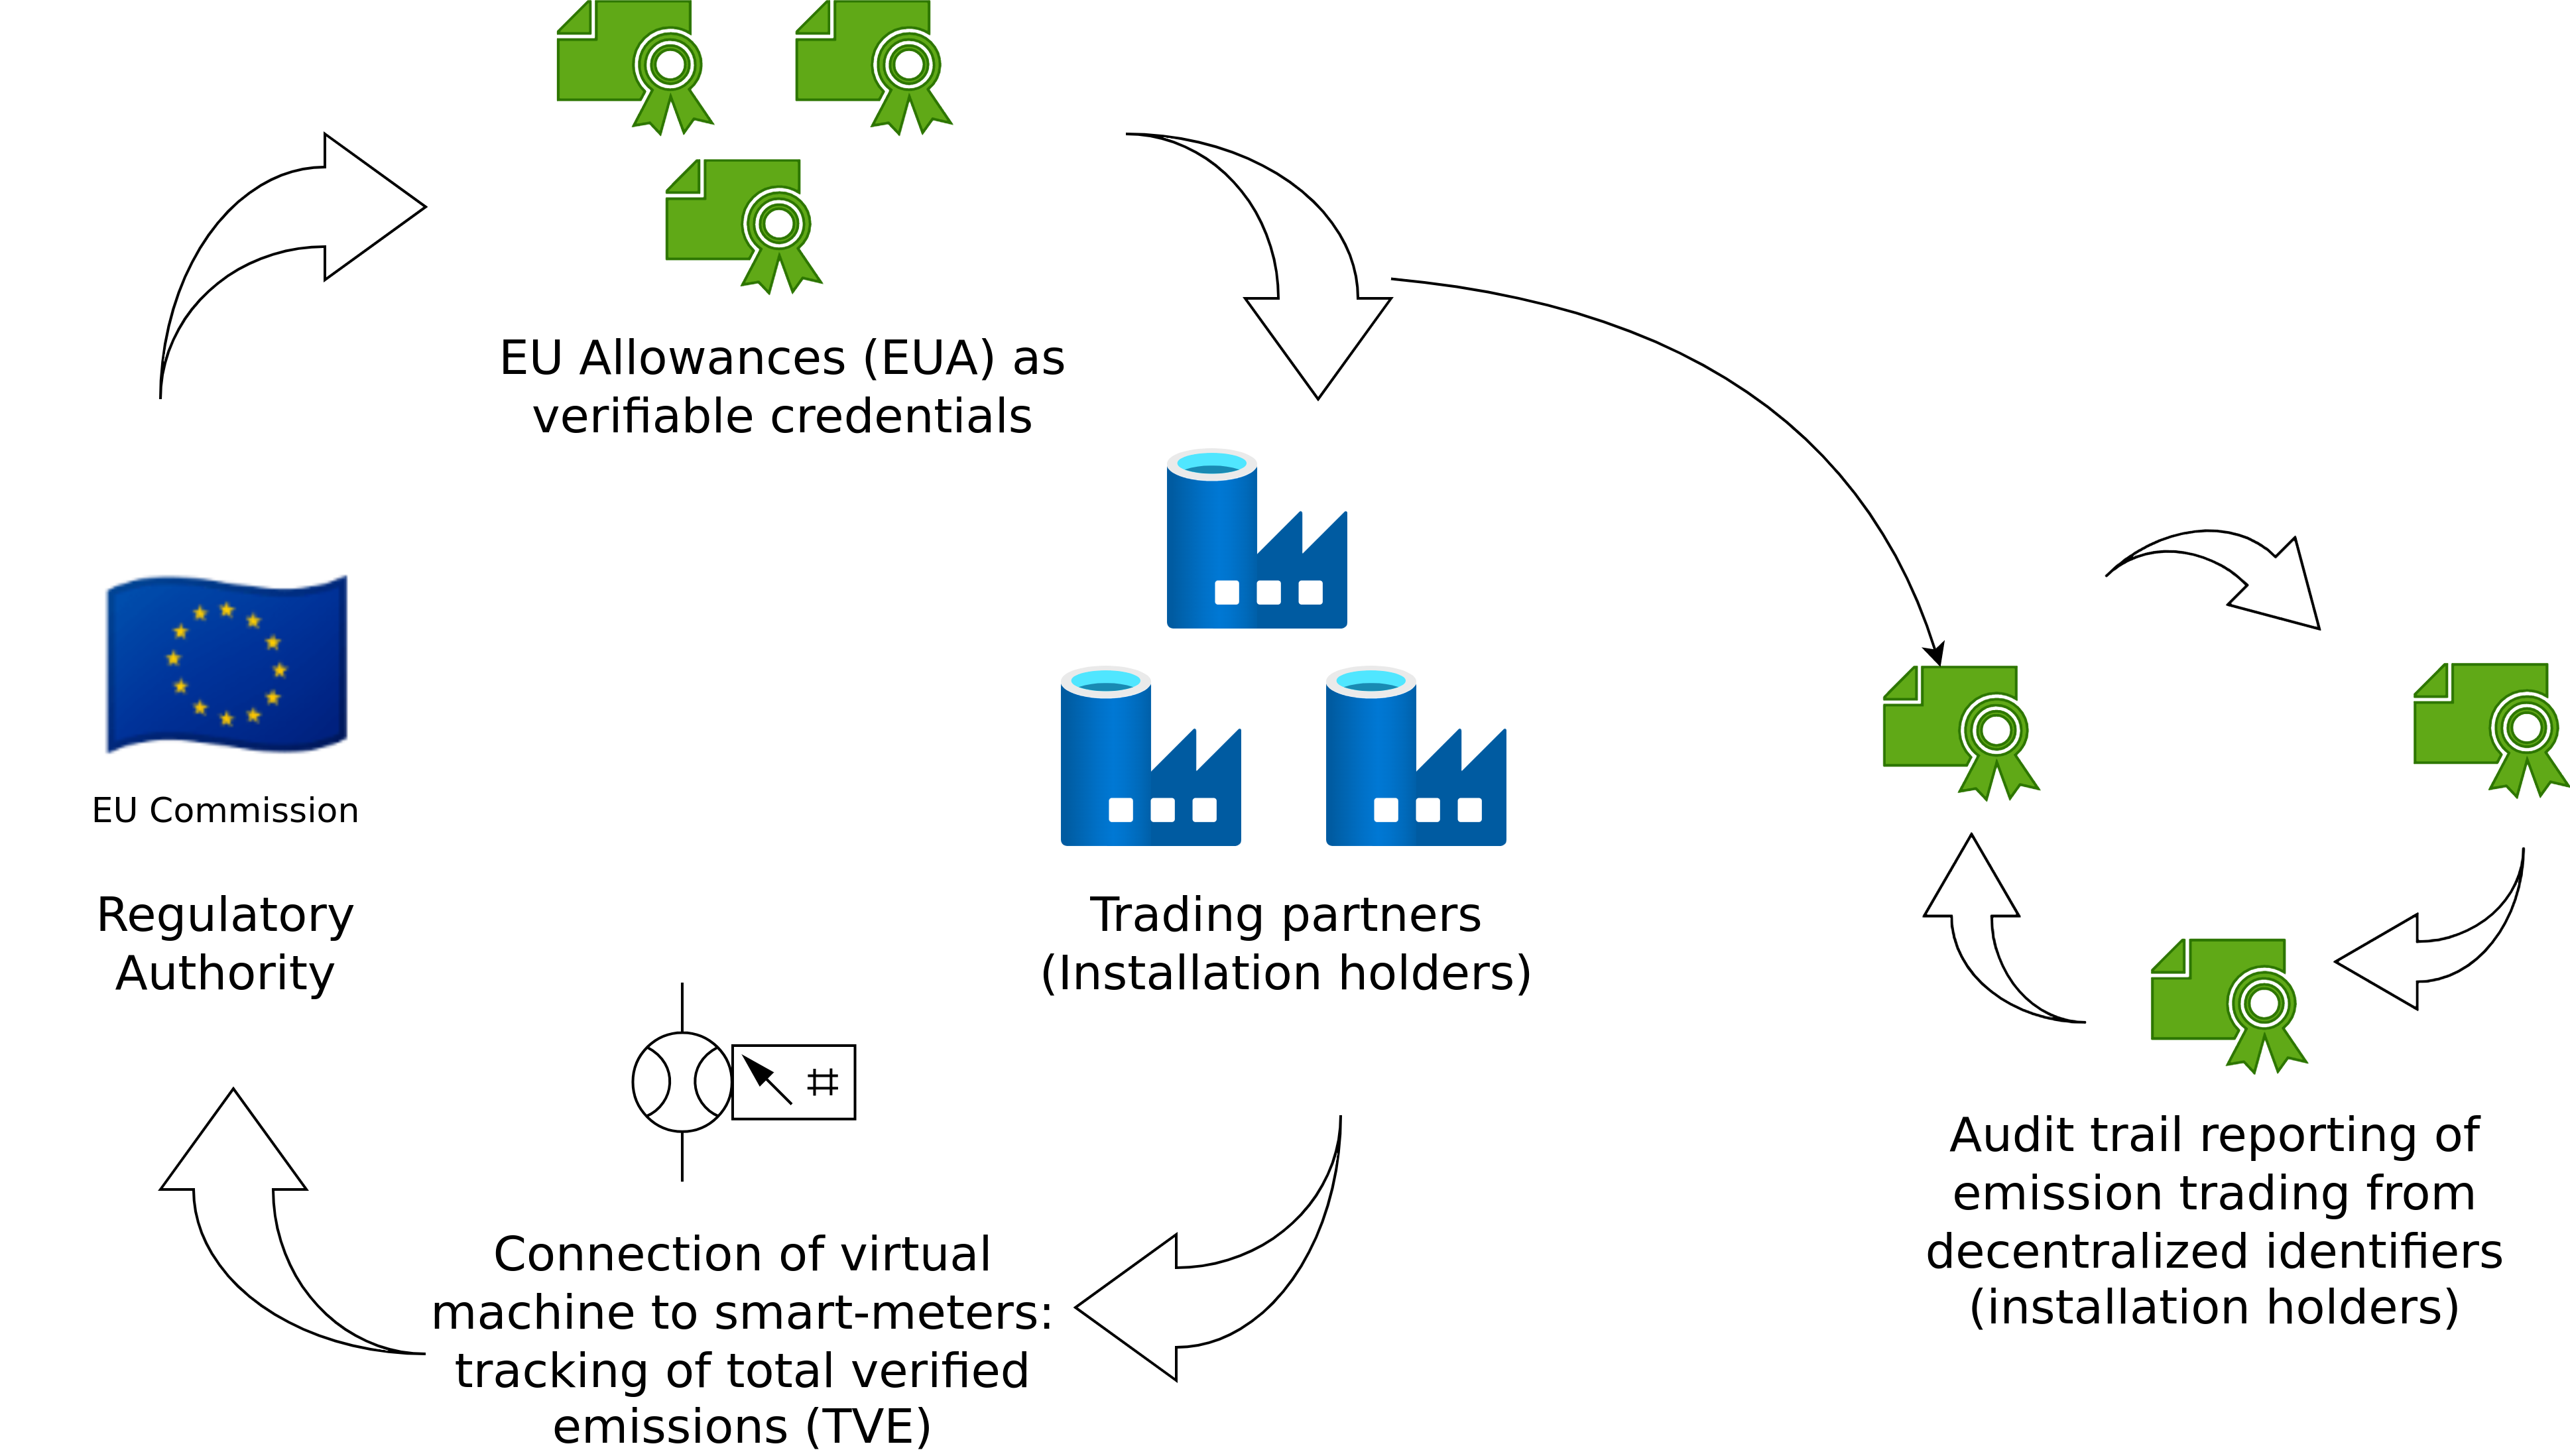 EU Allowances (EUA) as
verifiable credentials
EU Commission
Regulatory
Authority
Trading partners
(Installation holders)
Connection of virtual
machine to smart-meters:
tracking of total verified
emissions (TVE)
Audit trail reporting of
emission trading from
decentralized identifiers
(installation holders)